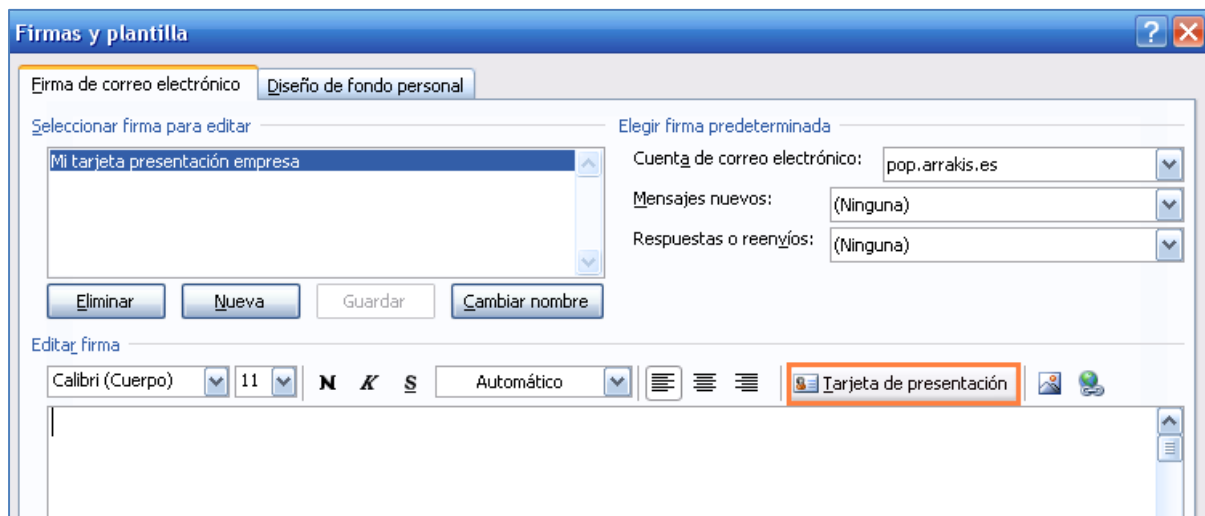 Firmas y plantilla
Firma de correo electrónico
Diseño de fondo personal
Seleccionar firma para editar
Mi tarjeta presentación empresa
Eliminar
Nueva
Guardar
Cambiar nombre
Elegir firma predeterminada
Cuenta de correo electrónico:
pop.arrakis.es
Mensajes nuevos:
(Ninguna)
Respuestas o reenvíos:
(Ninguna)
Editar firma
Calibri (Cuerpo)
11
N K S
Automático
Tarjeta de presentación